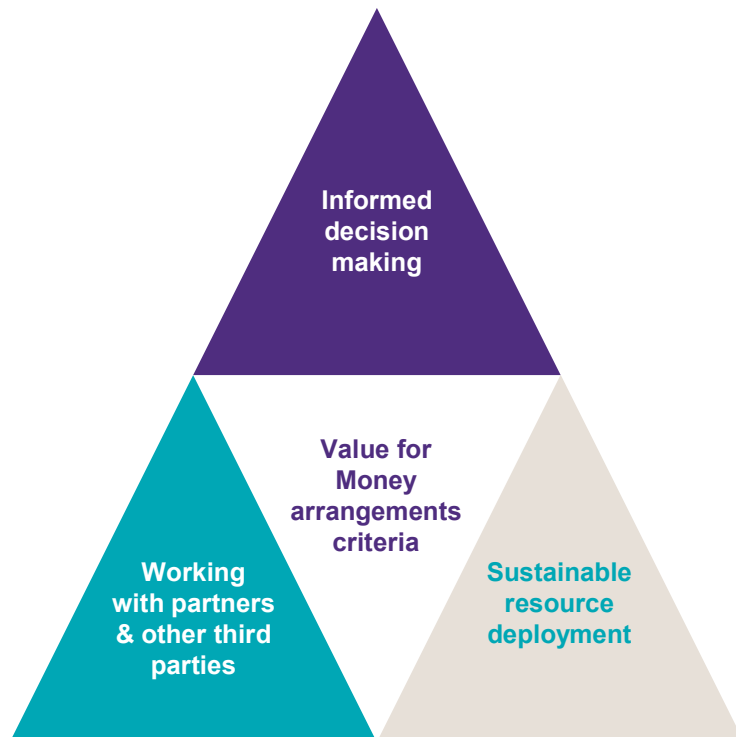 Informed
decision
making
Value for
Money
arrangements
criteria
Working
with partners
& other third
parties
Sustainable
resource
deployment